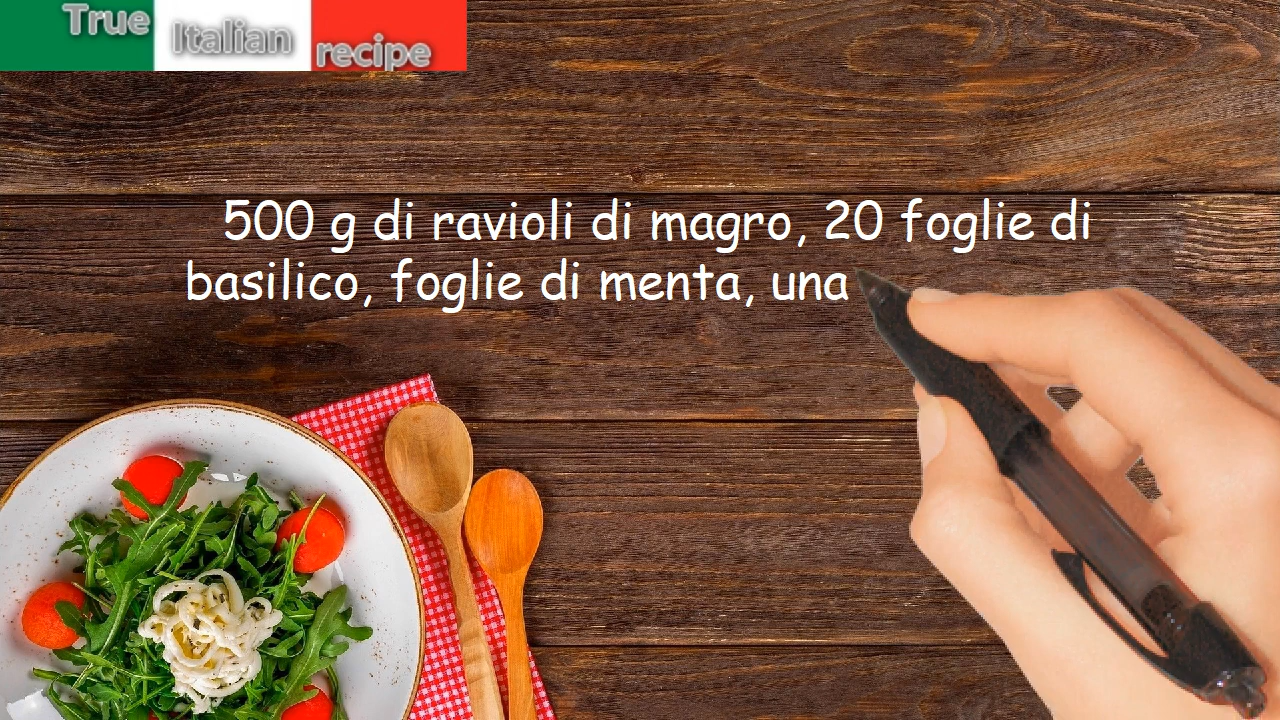 True Italian recipe
500 g di ravioli di magro, 20 foglie di
basilico, foglie di menta, una